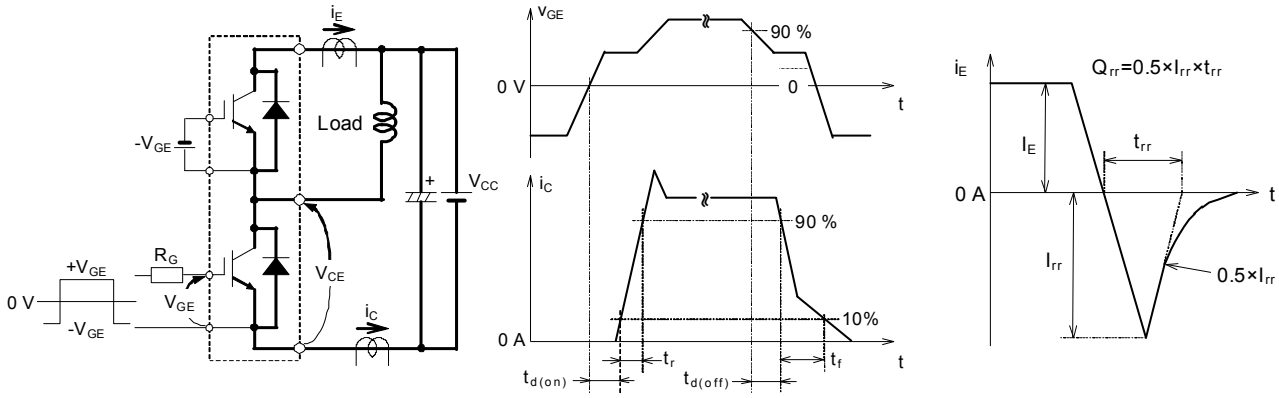 iE
-VGE
Load
+
VCC
RG
+VGE
0 V
-VGE
VGE
VCE
iC
vGE
90 %
0 V
0
t
iC
90 %
10%
0 A
t
tr
tf
td(on)
td(off)
iE
Qrr=0.5×Irr×trr
IE
trr
0 A
t
Irr
0.5×Irr